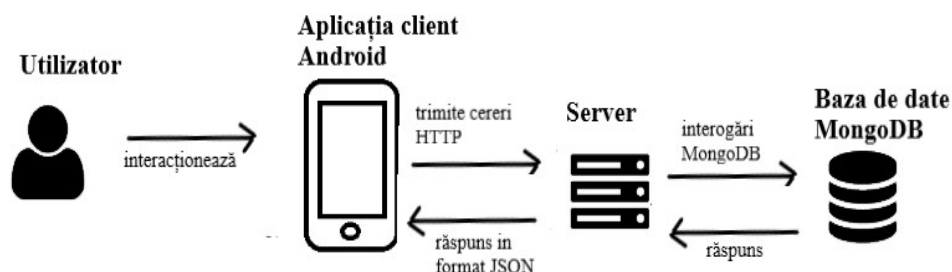 Utilizator
interacționează
Aplicația client
Android
trimite cereri
HTTP
răspuns in
format JSON
Server
interogări
MongoDB
răspuns
Baza de date
MongoDB